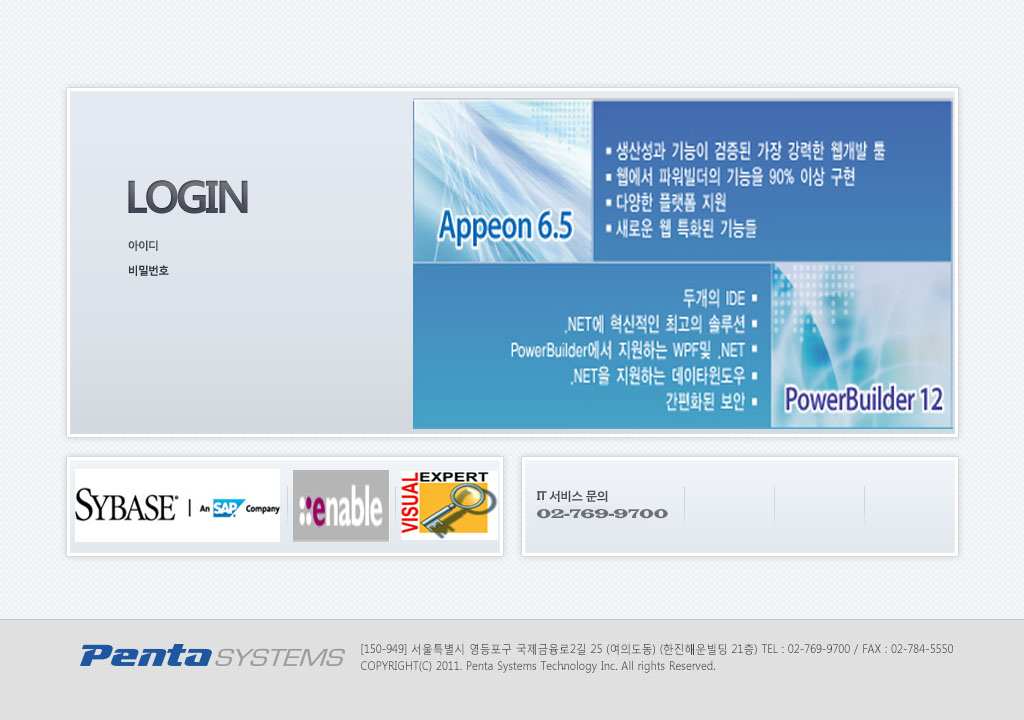 LOGIN
아이디
비밀번호
Appeon 6.5
▪ 생산성과 기능이 검증된 가장 강력한 웹개발 툴
▪ 웹에서 파워빌더의 기능을 90% 이상 구현
▪ 다양한 플랫폼 지원
▪ 새로운 웹 특화된 기능들
두개의 IDE ▪
.NET에 혁신적인 최고의 솔루션 ▪
PowerBuilder에서 지원하는 WPF및 .NET ▪
.NET을 지원하는 데이타윈도우 ▪
간편화된 보안 ▪
PowerBuilder 12
SYBASE® | An SAP Company
enable
VISUAL EXPERT
IT 서비스 문의
02-769-9700
Penta SYSTEMS
[150-949] 서울특별시 영등포구 국제금융로2길 25 (여의도동) (한진해운빌딩 21층) TEL : 02-769-9700 / FAX : 02-784-5550
COPYRIGHT(C) 2011. Penta Systems Technology Inc. All rights Reserved.